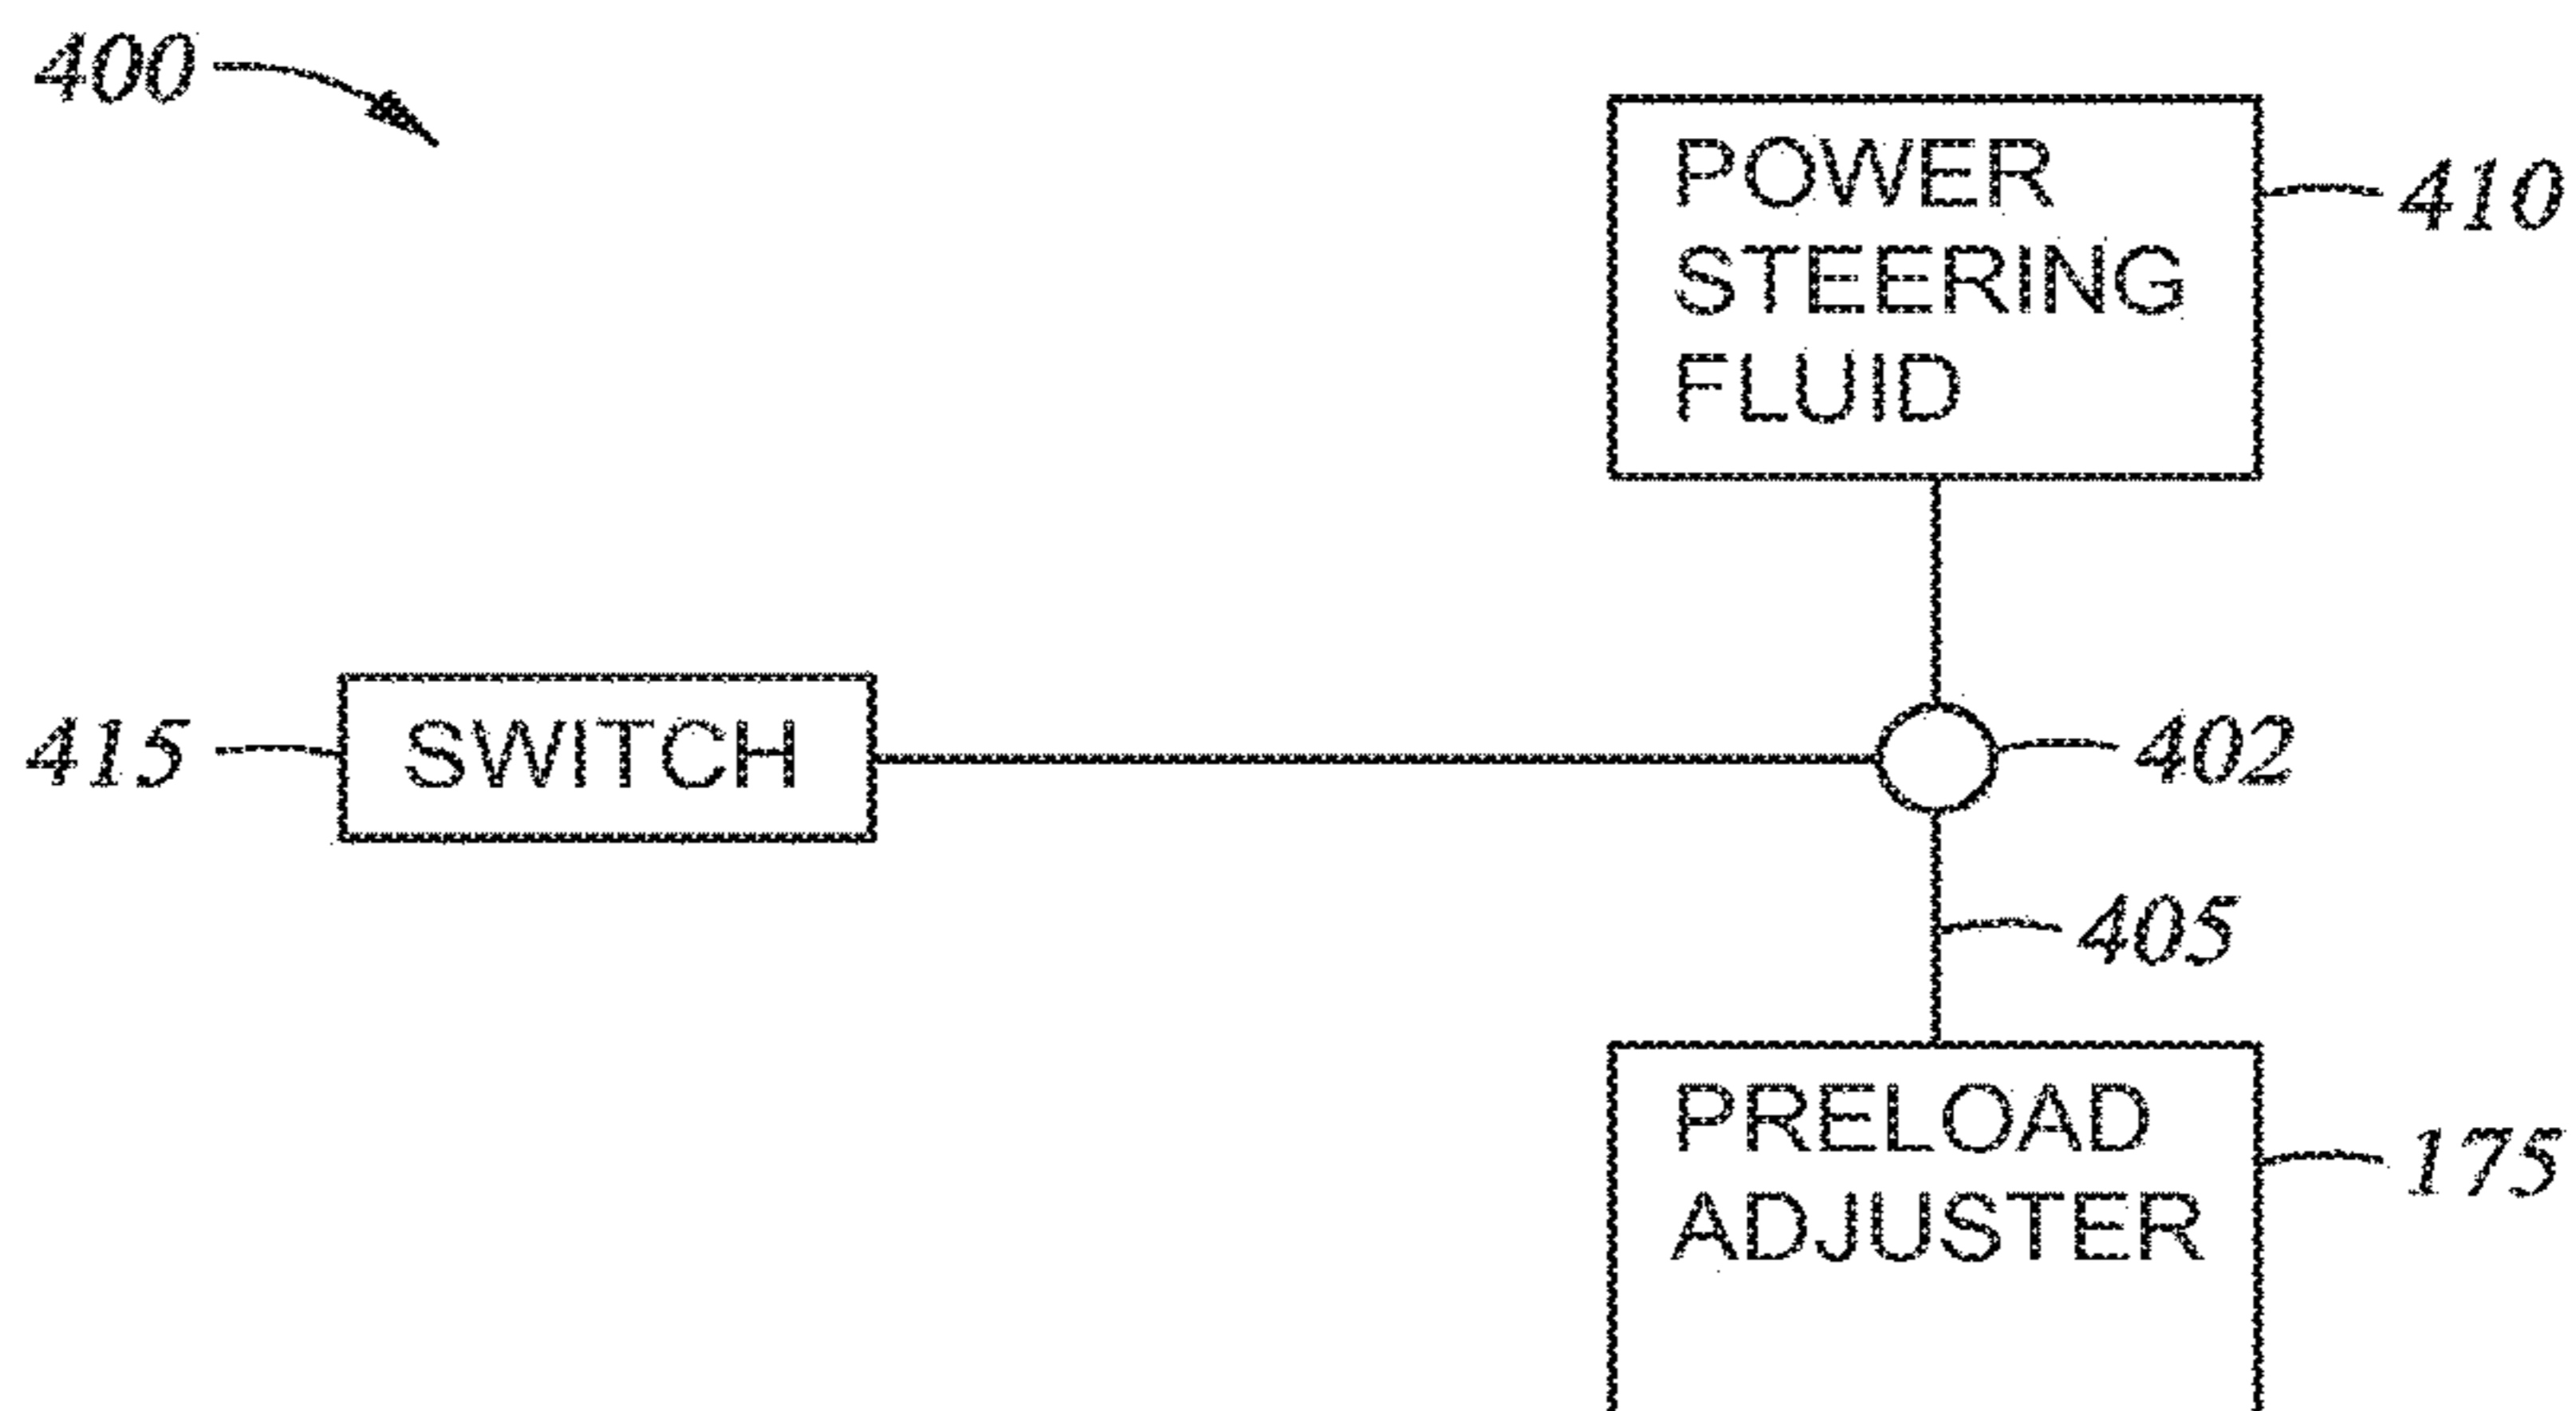 400
POWER
STEERING
FLUID
410
415
SWITCH
402
405
PRELOAD
ADJUSTER
175